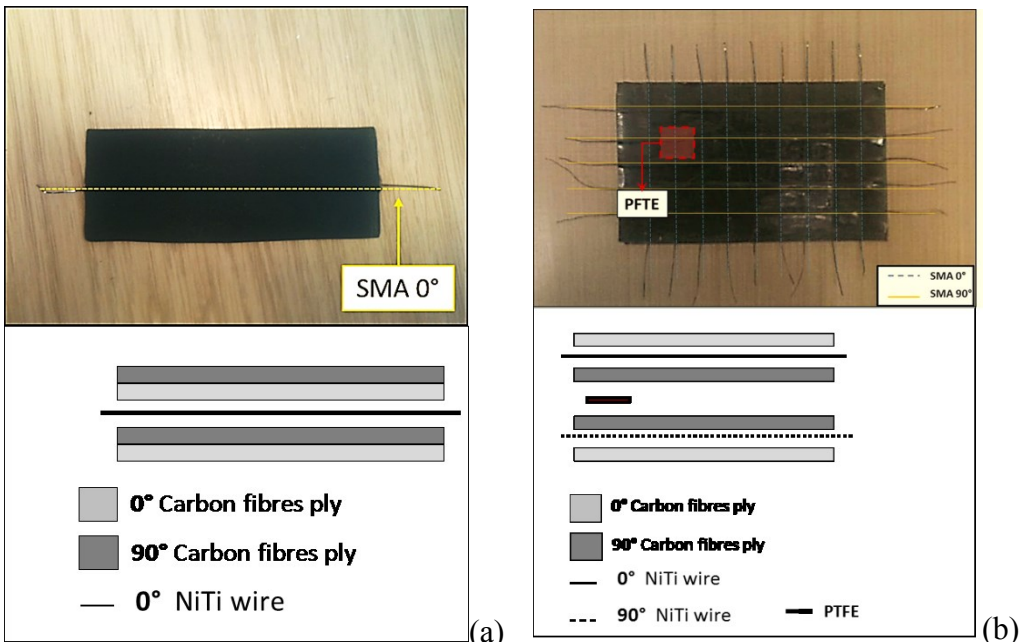 SMA 0°
0° Carbon fibres ply
90° Carbon fibres ply
0° NiTi wire
(a)
PFTE
SMA 0°
SMA 90°
0° Carbon fibres ply
90° Carbon fibres ply
0° NiTi wire
90° NiTi wire
PTFE
(b)